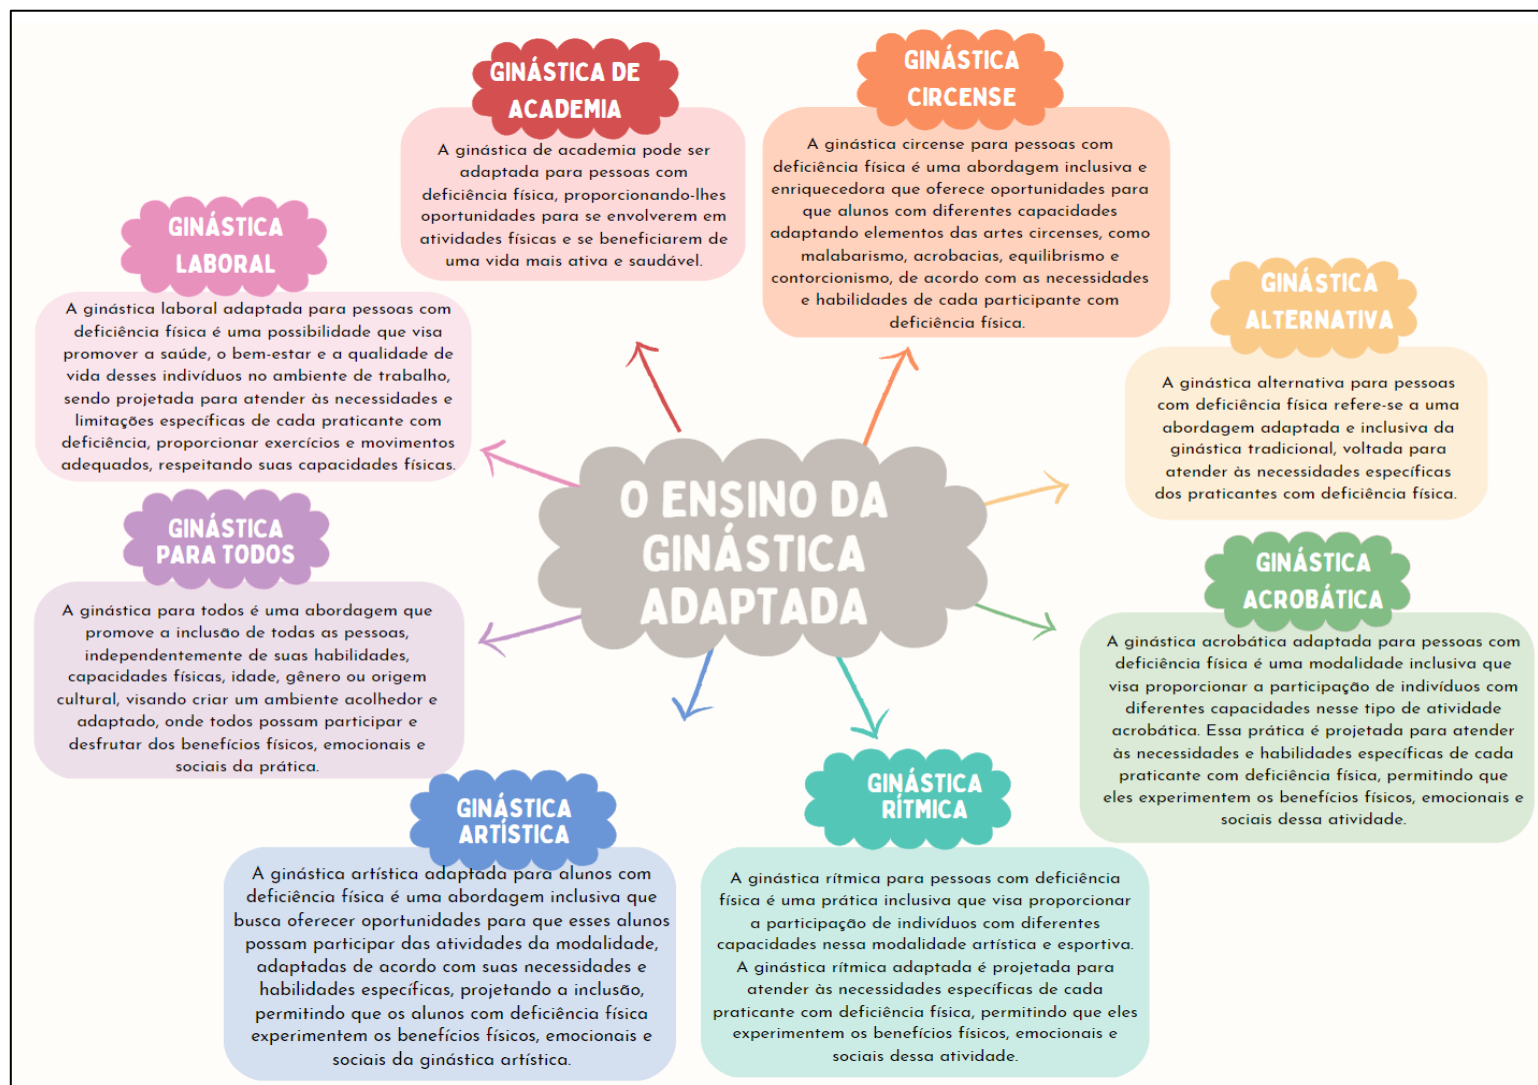 GINÁSTICA DE
ACADEMIA
A ginástica de academia pode ser
adaptada para pessoas com
deficiência física, proporcionando-lhes
oportunidades para se envolverem em
atividades físicas e se beneficiarem de
uma vida mais ativa e saudável.
GINÁSTICA
CIRCENSE
A ginástica circense para pessoas com
deficiência física é uma abordagem inclusiva e
enriquecedora que oferece oportunidades para
que alunos com diferentes capacidades
adaptando elementos das artes circenses, como
malabarismo, acrobacias, equilibrismo e
contorcionismo, de acordo com as necessidades
e habilidades de cada participante com
deficiência física.
GINÁSTICA
LABORAL
A ginástica laboral adaptada para pessoas com
deficiência física é uma possibilidade que visa
promover a saúde, o bem-estar e a qualidade de
vida desses indivíduos no ambiente de trabalho,
sendo projetada para atender às necessidades e
limitações específicas de cada praticante com
deficiência, proporcionar exercícios e movimentos
adequados, respeitando suas capacidades físicas.
GINÁSTICA
ALTERNATIVA
A ginástica alternativa para pessoas
com deficiência física refere-se a uma
abordagem adaptada e inclusiva da
ginástica tradicional, voltada para
atender às necessidades específicas
dos praticantes com deficiência física.
O ENSINO DA
GINÁSTICA
ADAPTADA
GINÁSTICA
PARA TODOS
A ginástica para todos é uma abordagem que
promove a inclusão de todas as pessoas,
independentemente de suas habilidades,
capacidades físicas, idade, gênero ou origem
cultural, visando criar um ambiente acolhedor e
adaptado, onde todos possam participar e
desfrutar dos benefícios físicos, emocionais e
sociais da prática.
GINÁSTICA
ACROBÁTICA
A ginástica acrobática adaptada para pessoas com
deficiência física é uma modalidade inclusiva que
visa proporcionar a participação de indivíduos com
diferentes capacidades nesse tipo de atividade
acrobática. Essa prática é projetada para atender
às necessidades e habilidades específicas de cada
praticante com deficiência física, permitindo que
eles experimentem os benefícios físicos, emocionais e
sociais dessa atividade.
GINÁSTICA
ARTÍSTICA
A ginástica artística adaptada para alunos com
deficiência física é uma abordagem inclusiva que
busca oferecer oportunidades para que esses alunos
possam participar das atividades da modalidade,
adaptadas de acordo com suas necessidades e
habilidades específicas, projetando a inclusão,
permitindo que os alunos com deficiência física
experimentem os benefícios físicos, emocionais e
sociais da ginástica artística.
GINÁSTICA
RÍTMICA
A ginástica rítmica para pessoas com deficiência
física é uma prática inclusiva que visa proporcionar
a participação de indivíduos com diferentes
capacidades nessa modalidade artística e esportiva.
A ginástica rítmica adaptada é projetada para
atender às necessidades específicas de cada
praticante com deficiência física, permitindo que eles
experimentem os benefícios físicos, emocionais e
sociais dessa atividade.